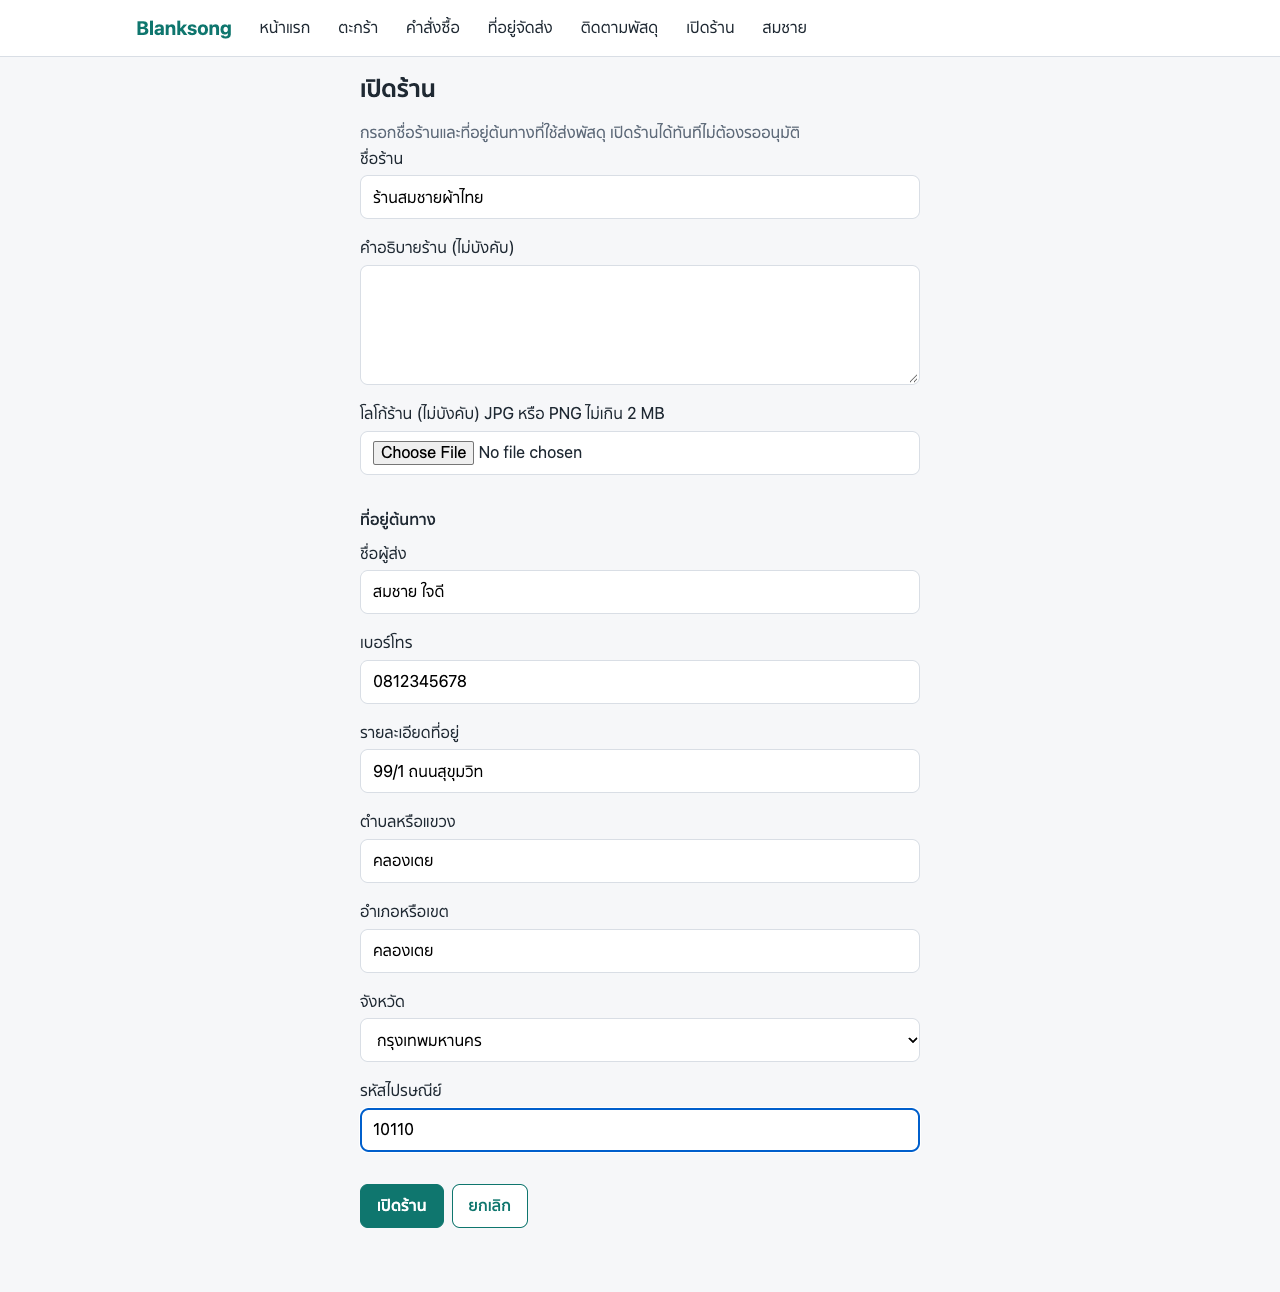 Blanksong หน้าแรก ตะกร้า คำสั่งซื้อ ที่อยู่จัดส่ง ติดตามพัสดุ เปิดร้าน สมชาย
เปิดร้าน
กรอกชื่อร้านและที่อยู่ต้นทางที่ใช้ส่งพัสดุ เปิดร้านได้ทันทีไม่ต้องรออนุมัติ
ชื่อร้าน
ร้านสมชายผ้าไทย
คำอธิบายร้าน (ไม่บังคับ)
โลโก้ร้าน (ไม่บังคับ) JPG หรือ PNG ไม่เกิน 2 MB
Choose File No file chosen
ที่อยู่ต้นทาง
ชื่อผู้ส่ง
สมชาย ใจดี
เบอร์โทร
0812345678
รายละเอียดที่อยู่
99/1 ถนนสุขุมวิท
ตำบลหรือแขวง
คลองเตย
อำเภอหรือเขต
คลองเตย
จังหวัด
กรุงเทพมหานคร
รหัสไปรษณีย์
10110
เปิดร้าน ยกเลิก